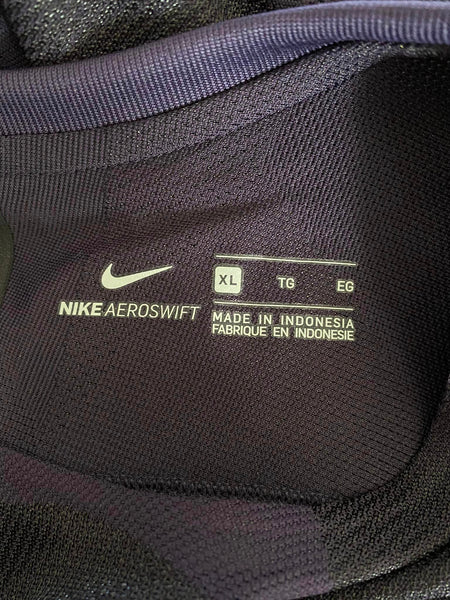 XL TG EG
NIKE AEROSWIFT
MADE IN INDONESIA
FABRIQUE EN INDONESIE